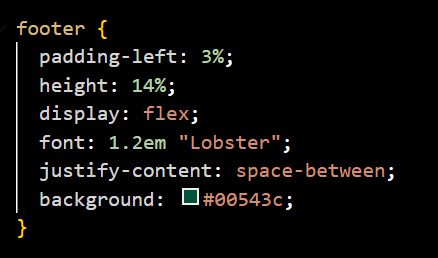 footer {
padding-left: 3%;
height: 14%;
display: flex;
font: 1.2em "Lobster";
justify-content: space-between;
background: #00543c;
}